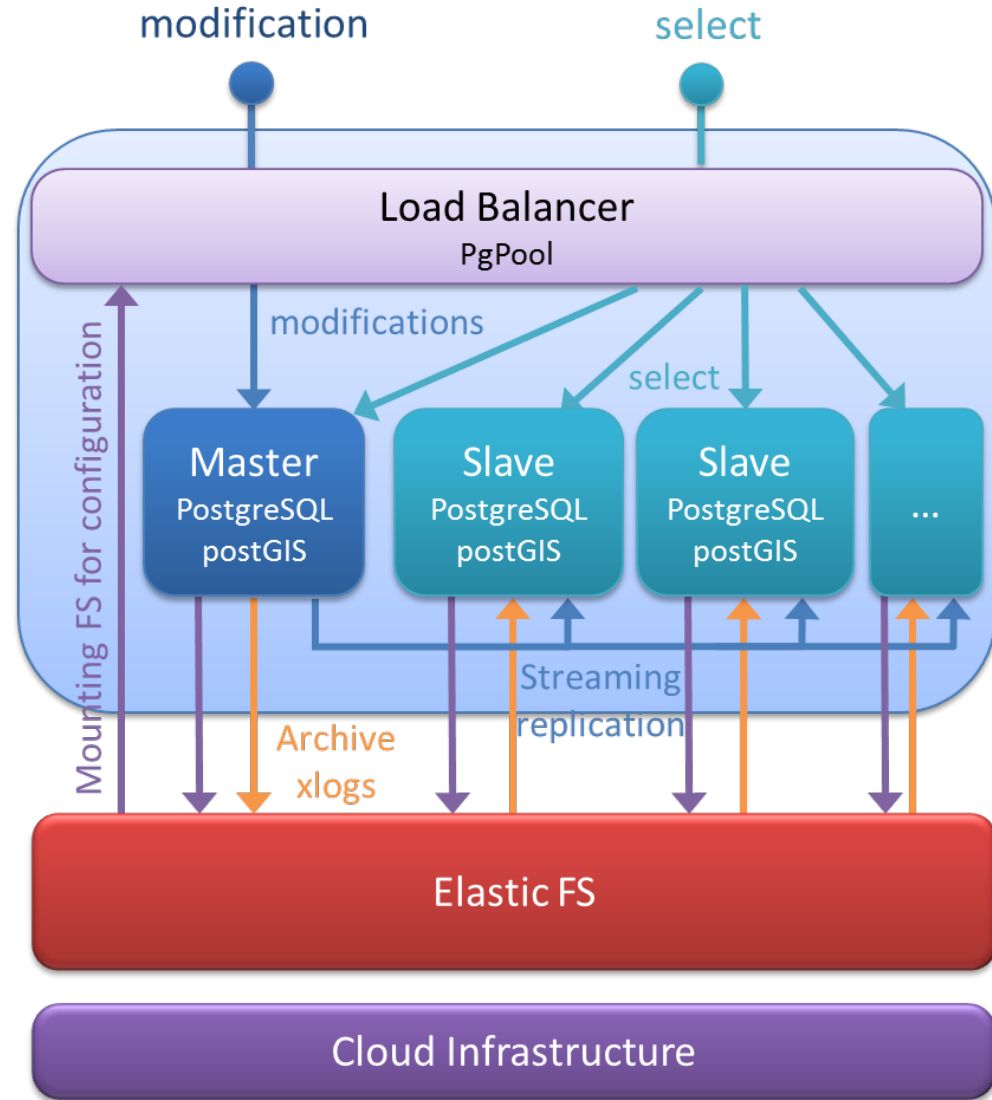 modification
select
Load Balancer
PgPool
modifications
select
Mounting FS for configuration
Master
PostgreSQL
postGIS
Slave
PostgreSQL
postGIS
Slave
PostgreSQL
postGIS
...
Streaming
replication
Archive
xlogs
Elastic FS
Cloud Infrastructure